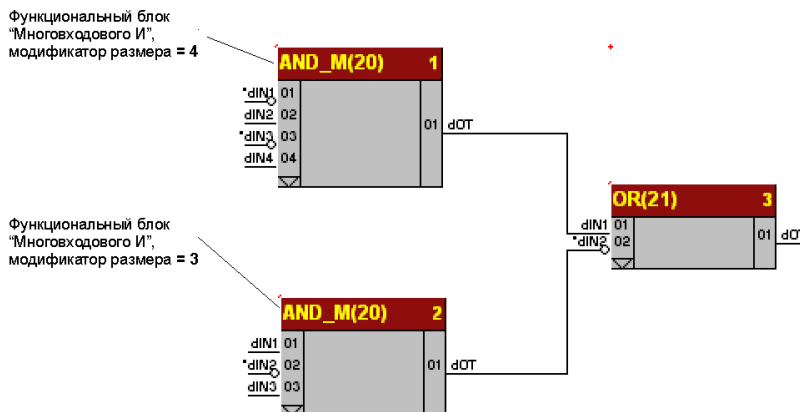 Функциональный блок
“Многовходового И”,
модификатор размера = 4
AND_M(20) 1
*dIN1 01
dIN2 02
*dIN3 03
dIN4 04
01 dOT
OR(21) 3
dIN1 01
*dIN2 02
01 dOT
Функциональный блок
“Многовходового И”,
модификатор размера = 3
AND_M(20) 2
dIN1 01
*dIN2 02
dIN3 03
01 dOT